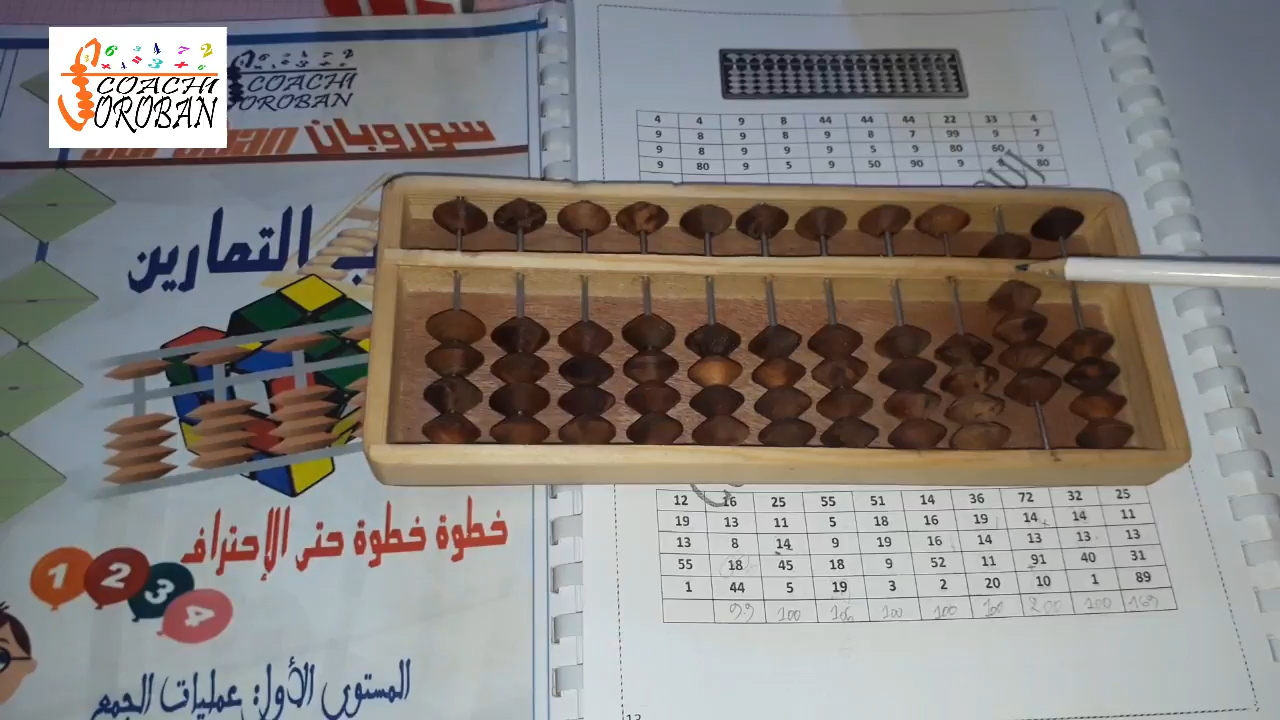 COACHI
SOROBAN
COACHI
OROBAN
سوروبان
التمارين
خطوة خطوة حتى الإحتراف
1 2 3 4
المستوى الأول: عمليات الجمع
4 4 9 8 44 44 44 22 33 4
9 8 9 8 9 8 7 99 9 7
9 8 9 9 9 5 9 80 60 9
9 80 9 5 9 50 90 9 9 80
12 16 25 55 51 14 36 72 32 25
19 13 11 5 18 16 19 14 14 11
13 8 14 9 19 16 14 13 13 13
55 18 45 18 9 52 11 91 40 31
1 44 5 19 3 2 20 10 1 89
99 100 106 100 100 100 200 100 169